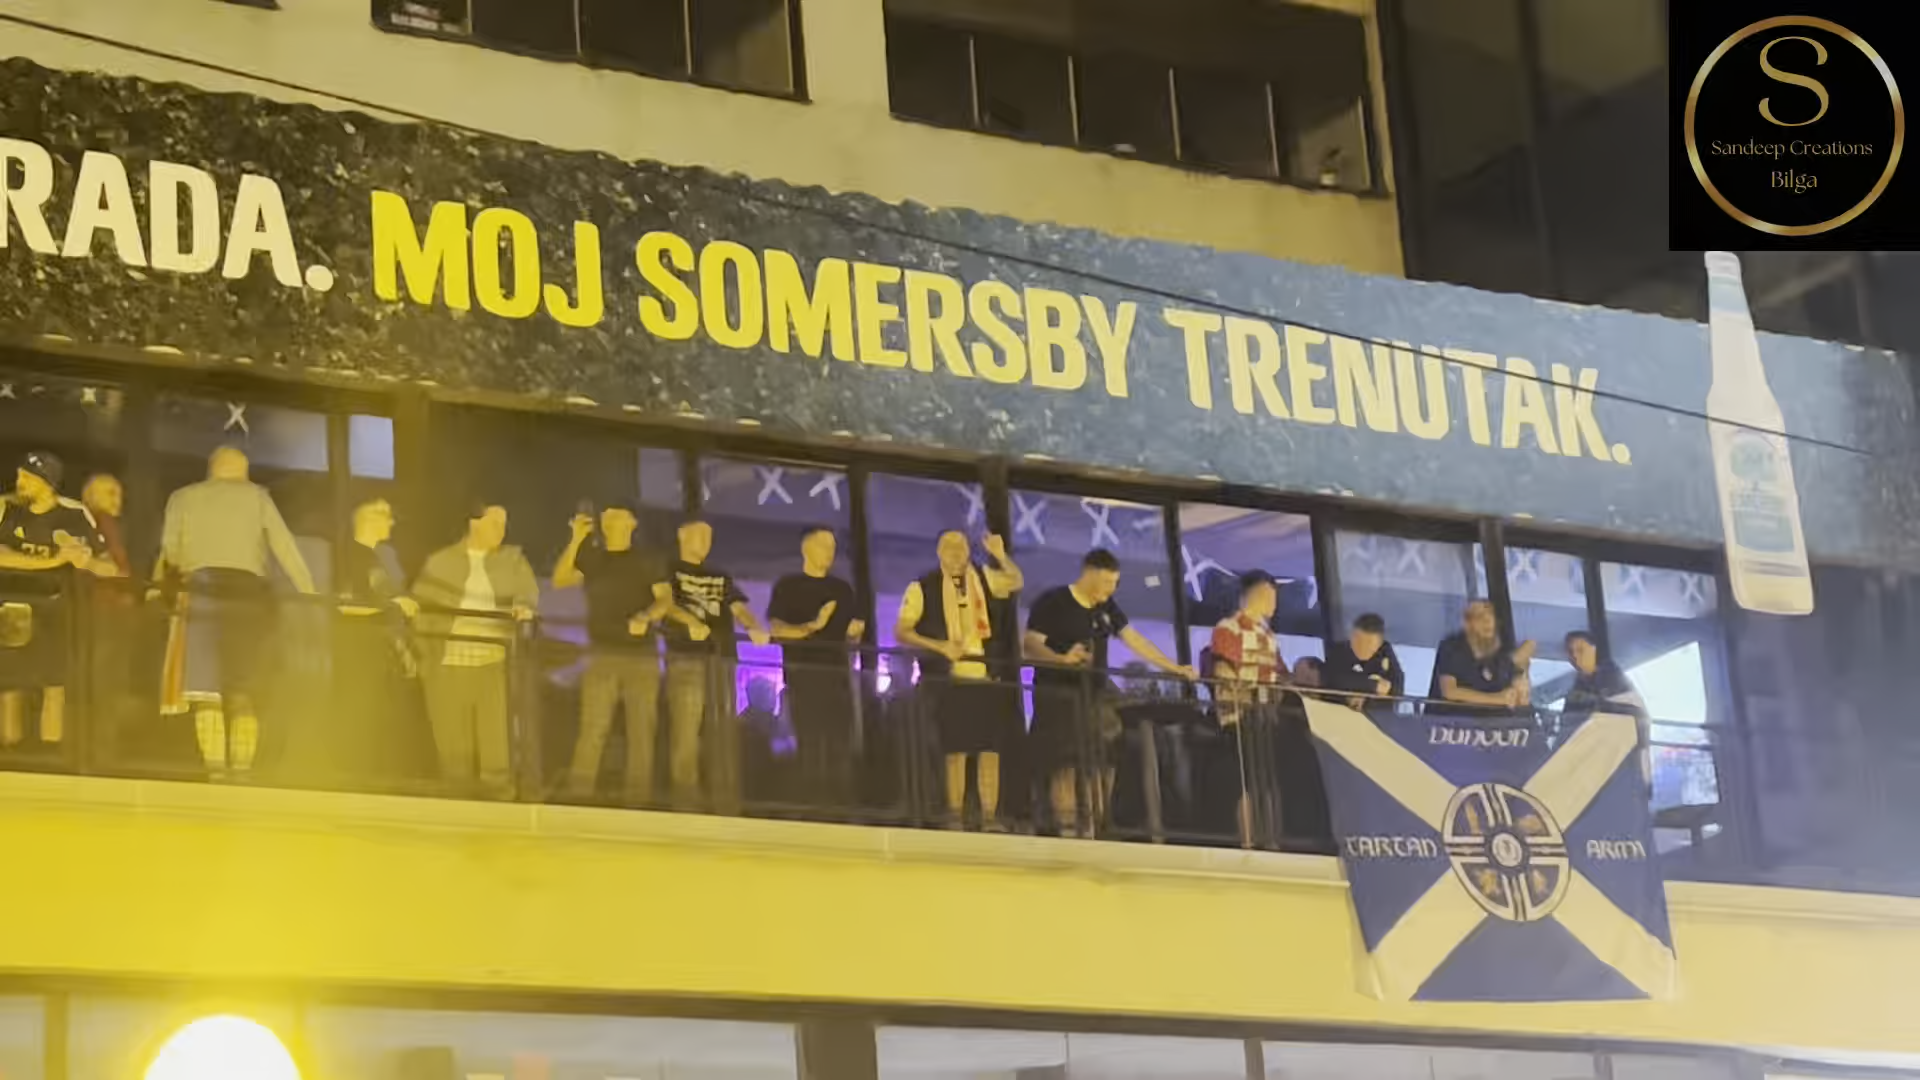 RADA. MOJ SOMERSBY TRENUTAK.
S
Sandeep Creations
Bilga
DUNOON
TARTAN ARMY